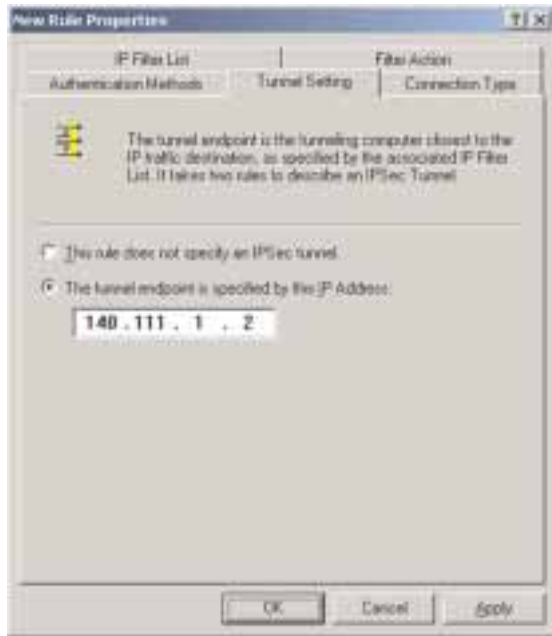 New Rule Properties
IP Filter List
Filter Action
Authentication Methods
Tunnel Setting
Connection Type
The tunnel endpoint is the tunneling computer closest to the
IP traffic destination, as specified by the associated IP Filter
List. It takes two rules to describe an IPSec Tunnel.
This rule does not specify an IPSec tunnel.
The tunnel endpoint is specified by this IP Address:
140 . 111 . 1 . 2
OK
Cancel
Apply